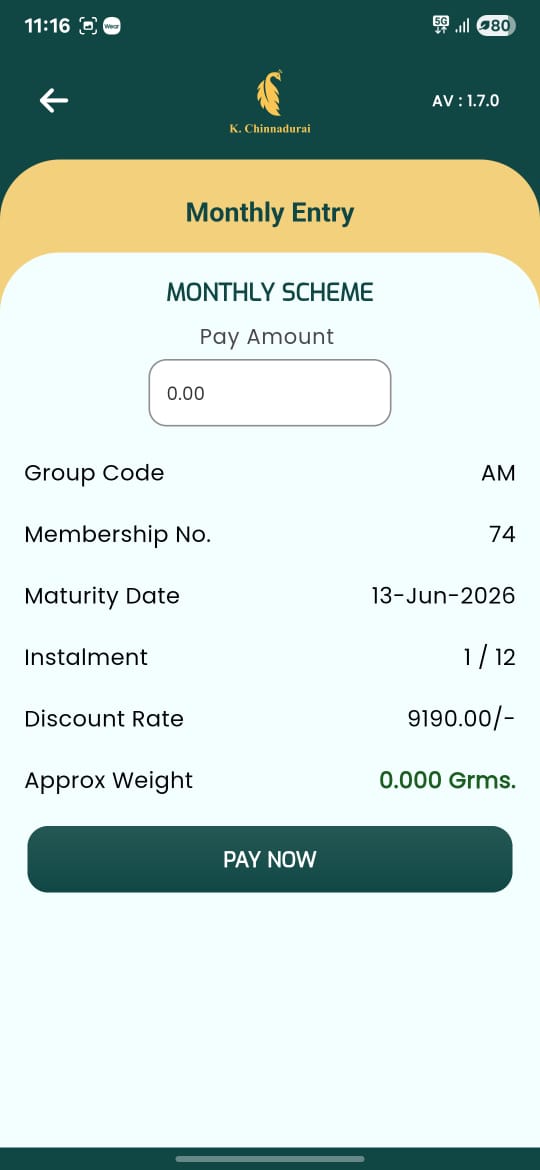 11:16 Wear 5G 80
K. Chinnadurai
AV : 1.7.0
Monthly Entry
MONTHLY SCHEME
Pay Amount
0.00
Group Code AM
Membership No. 74
Maturity Date 13-Jun-2026
Instalment 1 / 12
Discount Rate 9190.00/-
Approx Weight 0.000 Grms.
PAY NOW